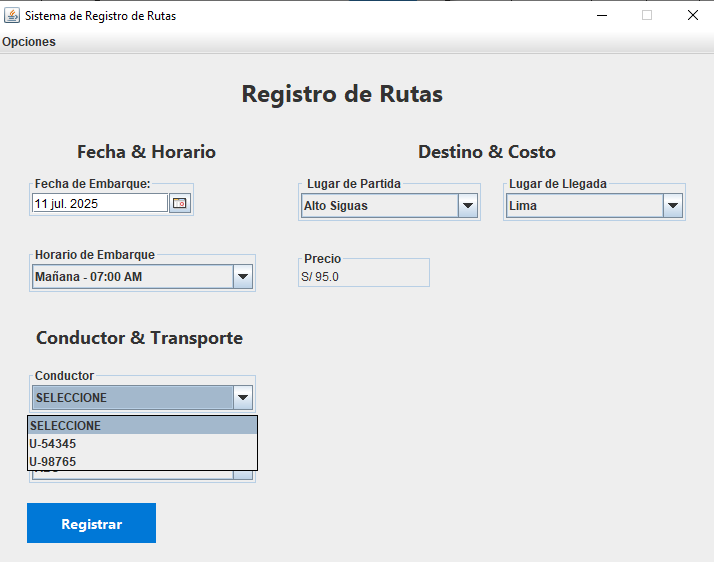 Sistema de Registro de Rutas
Opciones
Registro de Rutas
Fecha & Horario
Fecha de Embarque:
11 jul. 2025
Horario de Embarque
Mañana - 07:00 AM
Destino & Costo
Lugar de Partida
Alto Siguas
Lugar de Llegada
Lima
Precio
S/ 95.0
Conductor & Transporte
Conductor
SELECCIONE
SELECCIONE
U-54345
U-98765
Registrar